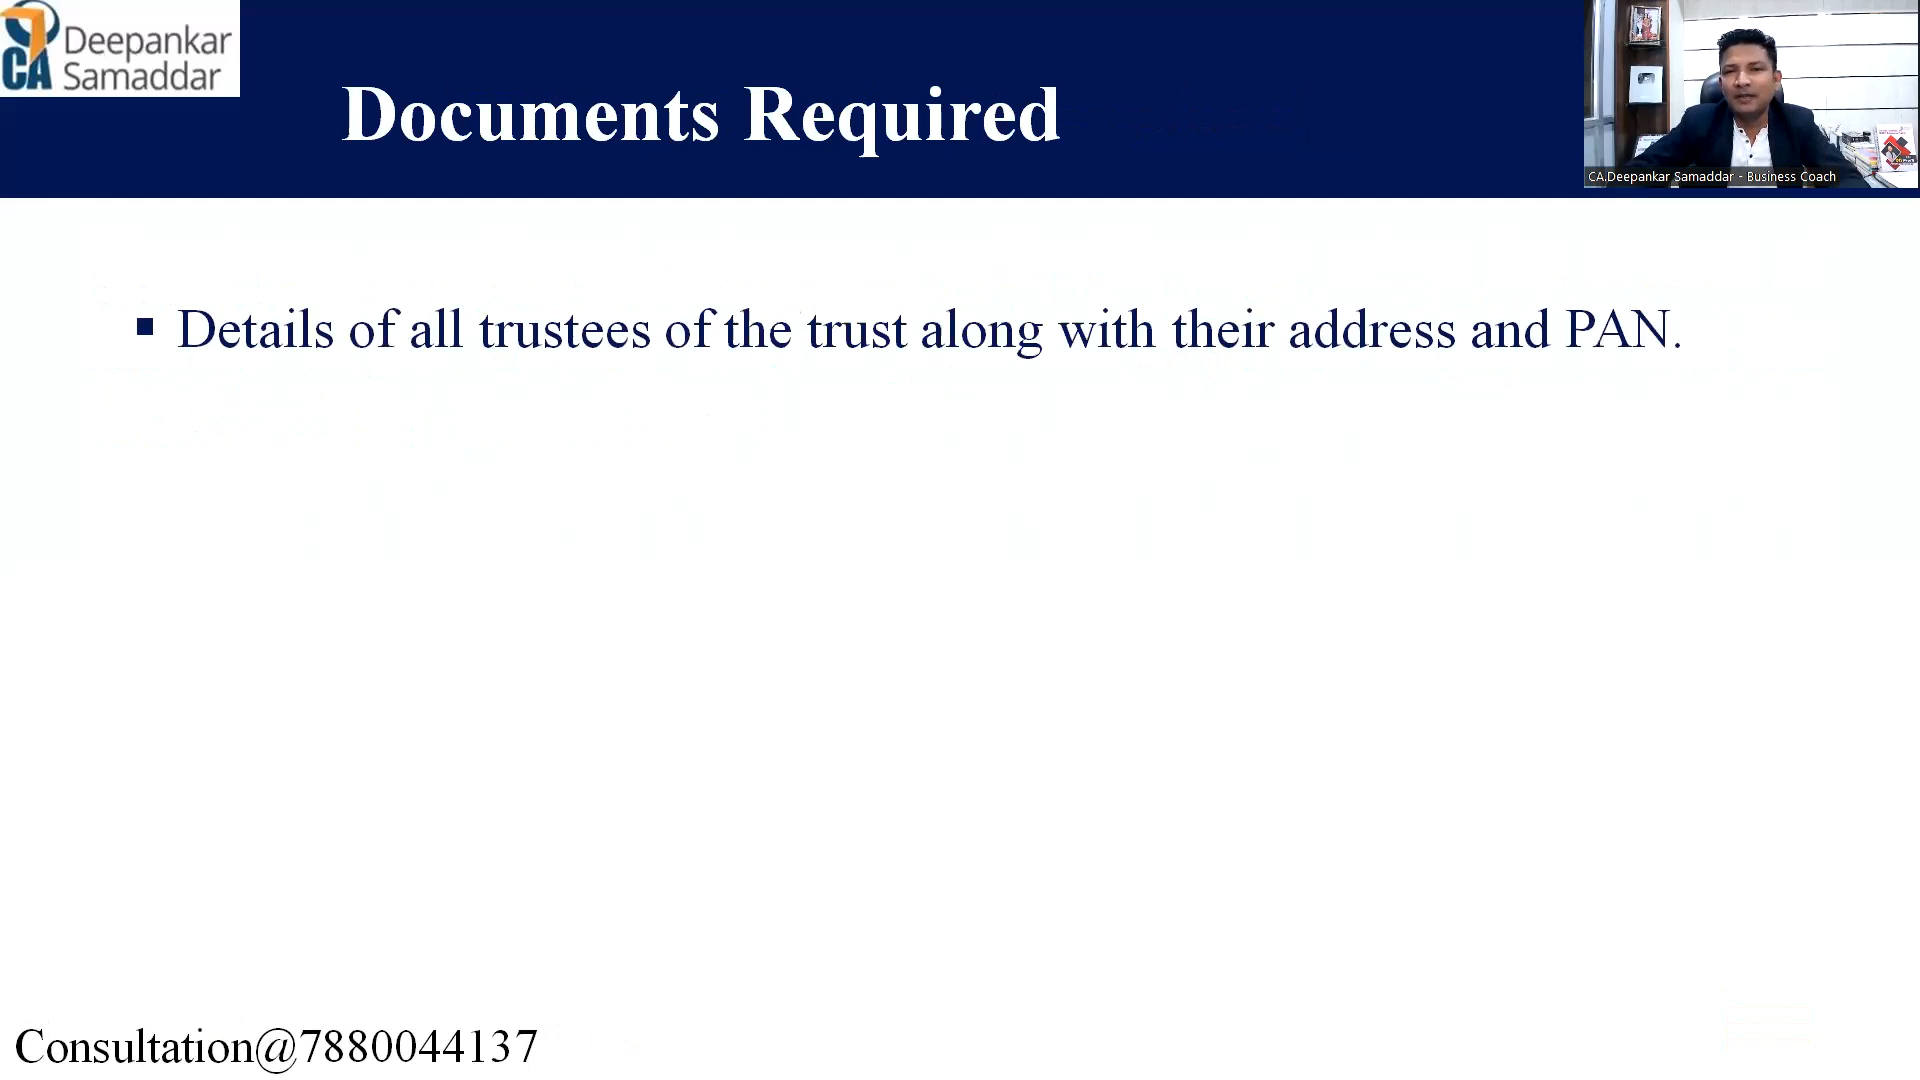 CA
Deepankar
Samaddar
Documents Required
CA.Deepankar Samaddar - Business Coach
▪ Details of all trustees of the trust along with their address and PAN.
Consultation@7880044137